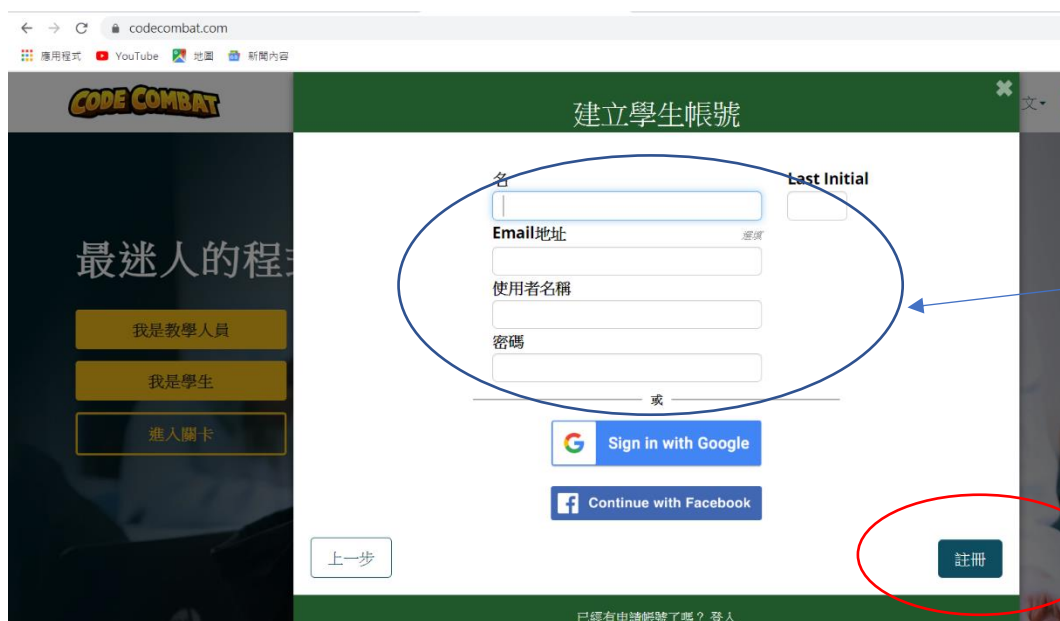 codecombat.com
應用程式 YouTube 地圖 新聞內容
CODE COMBAT
文
建立學生帳號
名 Last Initial
Email地址 選填
使用者名稱
密碼
或
Sign in with Google
Continue with Facebook
上一步 註冊
已經有申請帳號了嗎？ 登入
最迷人的程
我是教學人員
我是學生
進入關卡